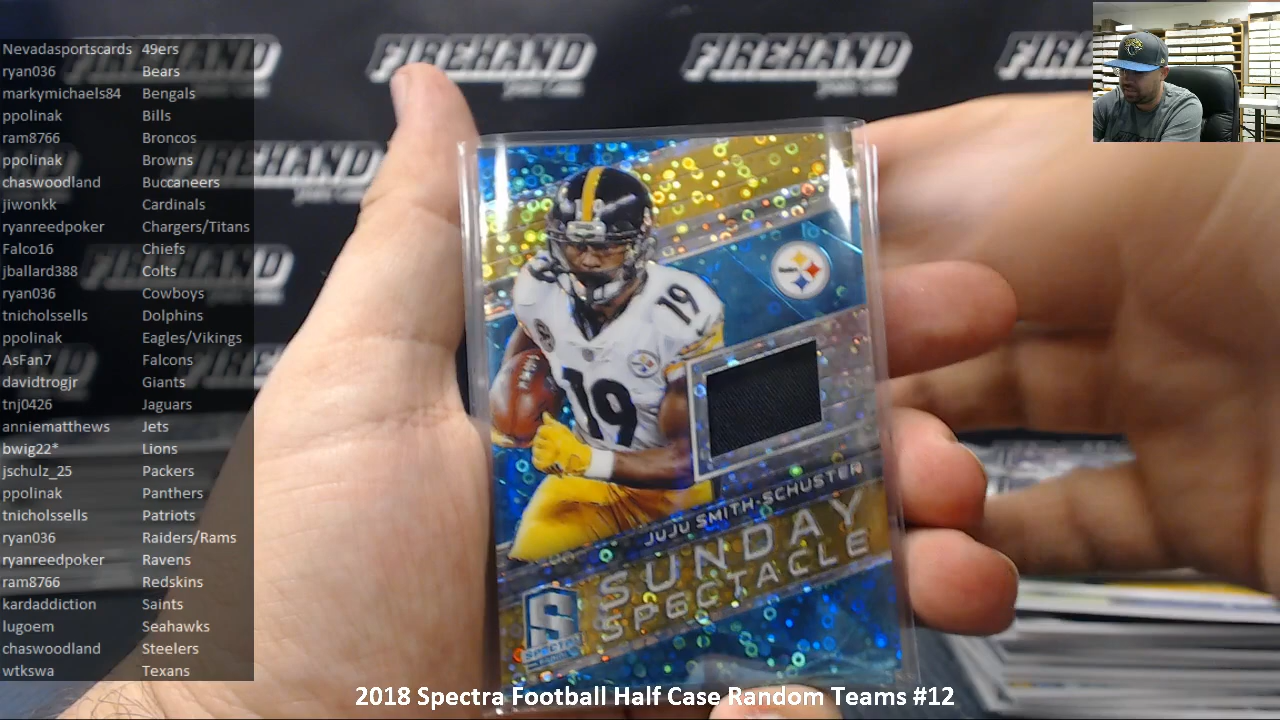 Nevadasportscards 49ers
ryan036 Bears
markymichaels84 Bengals
ppolinak Bills
ram8766 Broncos
ppolinak Browns
chaswoodland Buccaneers
jiwonkk Cardinals
ryanreedpoker Chargers/Titans
Falco16 Chiefs
jballard388 Colts
ryan036 Cowboys
tnicholssells Dolphins
ppolinak Eagles/Vikings
AsFan7 Falcons
davidtrogjr Giants
tnj0426 Jaguars
anniematthews Jets
bwig22* Lions
jschulz_25 Packers
ppolinak Panthers
tnicholssells Patriots
ryan036 Raiders/Rams
ryanreedpoker Ravens
ram8766 Redskins
kardaddiction Saints
lugoem Seahawks
chaswoodland Steelers
wtkswa Texans
FIREHAND
FIREHAND
FIREHAND
FIREHAND
Steelers
19
19
JUJU SMITH-SCHUSTER
SUNDAY
SPECTACLE
S
SPECTRA
2018 Spectra Football Half Case Random Teams #12